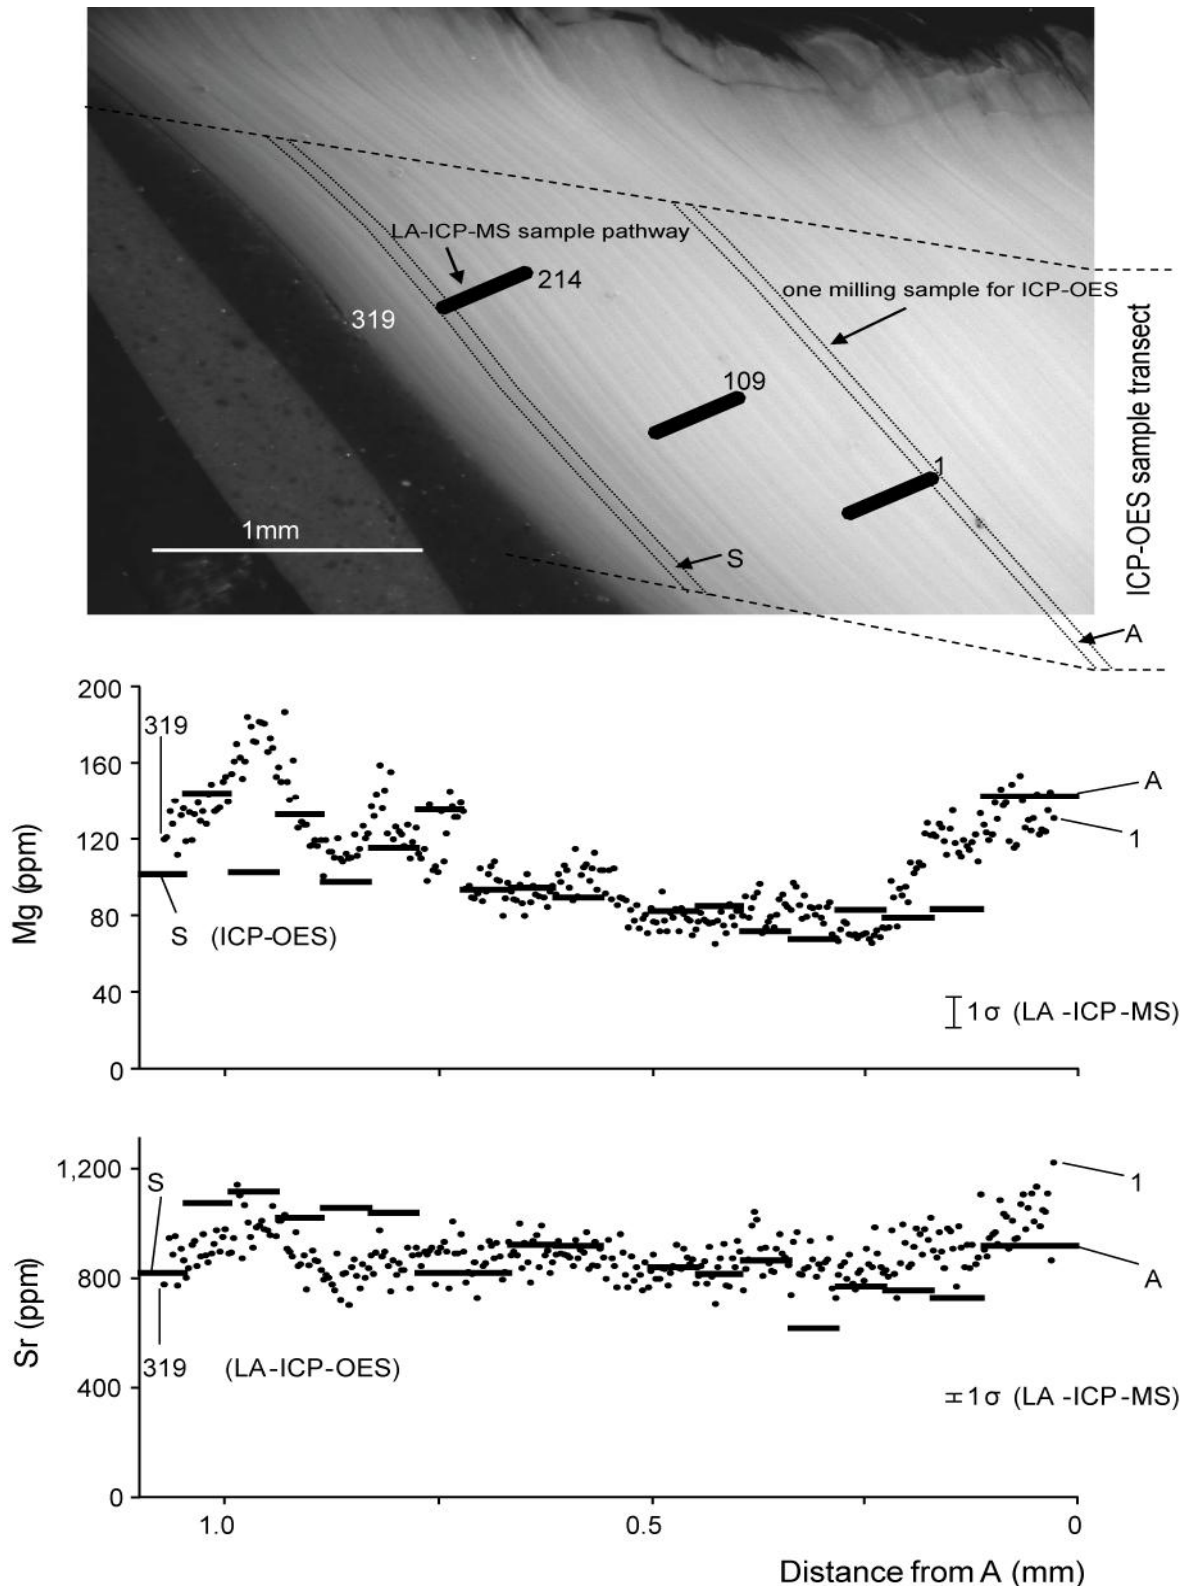 LA-ICP-MS sample pathway
214
319
one milling sample for ICP-OES
109
1
1mm
S
A
ICP-OES sample transect
200
160
120
80
40
0
Mg (ppm)
319
A
1
S (ICP-OES)
1σ (LA -ICP-MS)
1,200
800
400
0
Sr (ppm)
S
1
A
319 (LA-ICP-OES)
1σ (LA -ICP-MS)
1.0 0.5 0
Distance from A (mm)